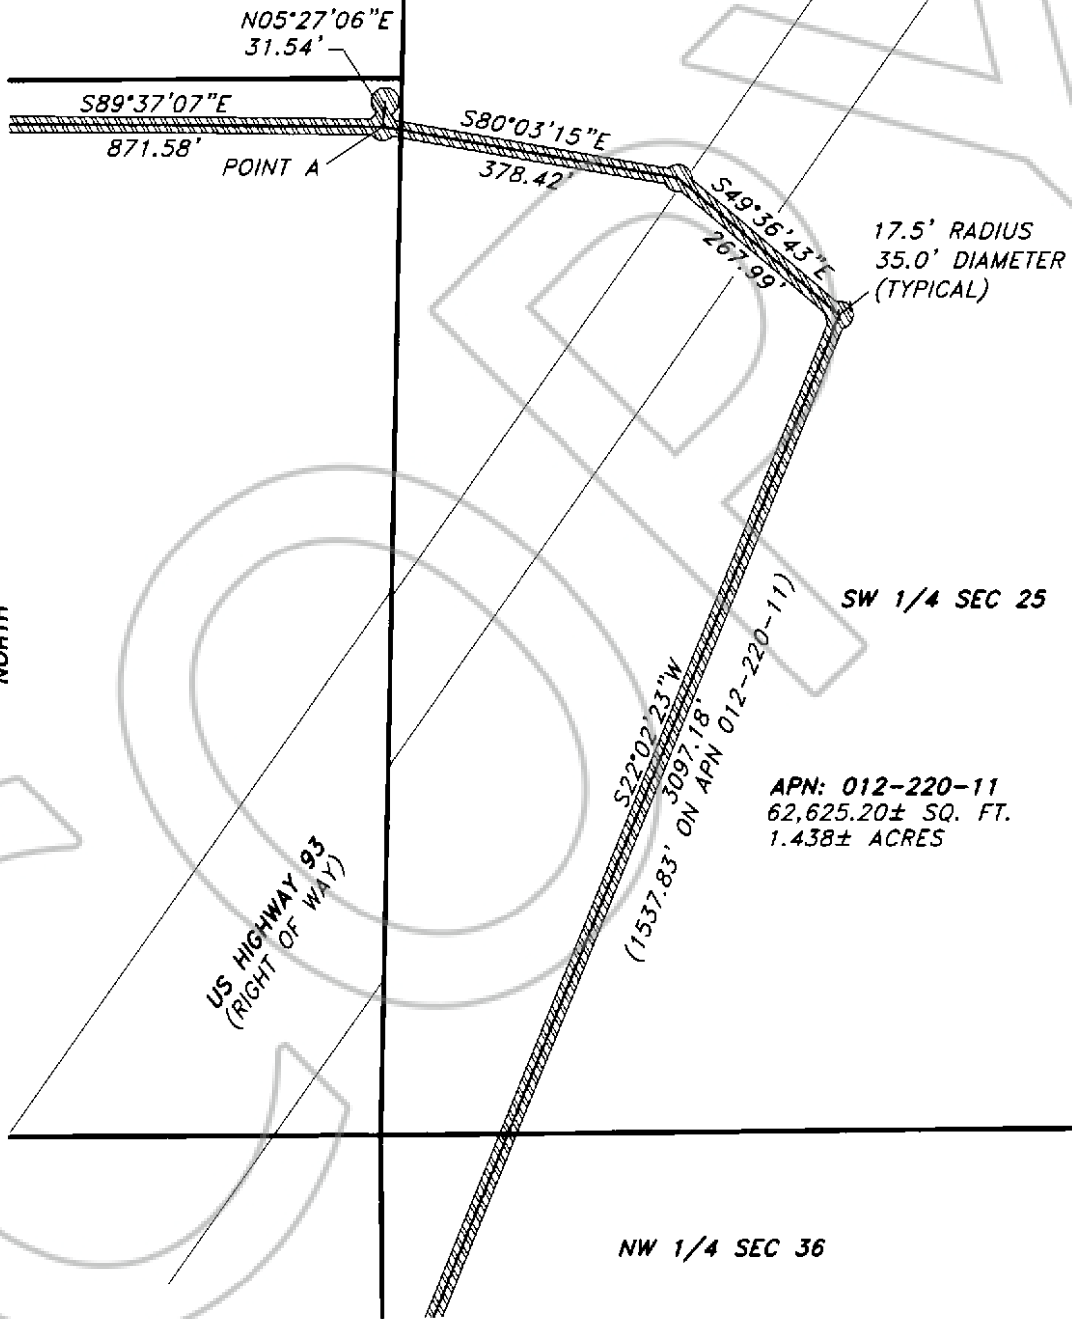 N05°27'06"E
31.54'
S89°37'07"E
871.58'
POINT A
S80°03'15"E
378.42'
S49°36'43"E
267.99'
17.5' RADIUS
35.0' DIAMETER
(TYPICAL)
SW 1/4 SEC 25
NORTH
S22°02'23"W
3097.18'
(1537.83' ON APN 012-220-11)
APN: 012-220-11
62,625.20± SQ. FT.
1.438± ACRES
US HIGHWAY 93
(RIGHT OF WAY)
NW 1/4 SEC 36
COPY